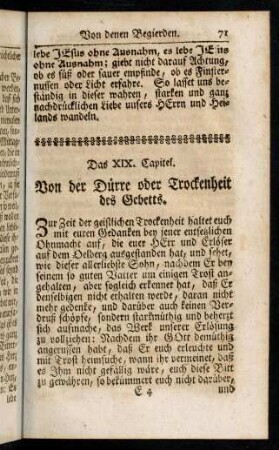 Von denen Begierden. 71
lebe JEsus ohne Ausnahm, es lebe JEsus
ohne Ausnahm; giebt nicht darauf Achtung,
ob es süß oder sauer empfinde, ob es Finster-
nussen oder Licht erfahre. So lasset uns be-
ständig in dieser wahren, starken und ganz
nachdrücklichen Liebe unsers HErrn und Hei-
lands wandeln.
Das XIX. Capitel.
Von der Dürre oder Trockenheit
des Gebetts.
Zur Zeit der geistlichen Trockenheit haltet euch
mit euren Gedanken bey jener entsetzlichen
Ohnmacht auf, die euer HErr und Erlöser
auf dem Oelberg ausgestanden hat, und sehet,
wie dieser allerliebste Sohn, nachdem Er den
seinem so guten Vatter um einigen Trost an-
gehalten, aber sogleich erkennet hat, daß Er
denselbigen nicht erhalten werde, daran nicht
mehr gedenke, und darüber auch keinen Ver-
druß schöpfe, sondern starkmüthig und beherzt
sich aufmache, das Werk unserer Erlösung
zu vollziehen: Nachdem ihr GOtt demüthig
angeruffen habt, daß Er euch erleuchte und
mit Trost heimsuche, wann ihr vermeinet, daß
es Ihm nicht gefällig wäre, euch diese Bitt
zu gewähren, so bekümmert euch nicht darüber,
E 4 und